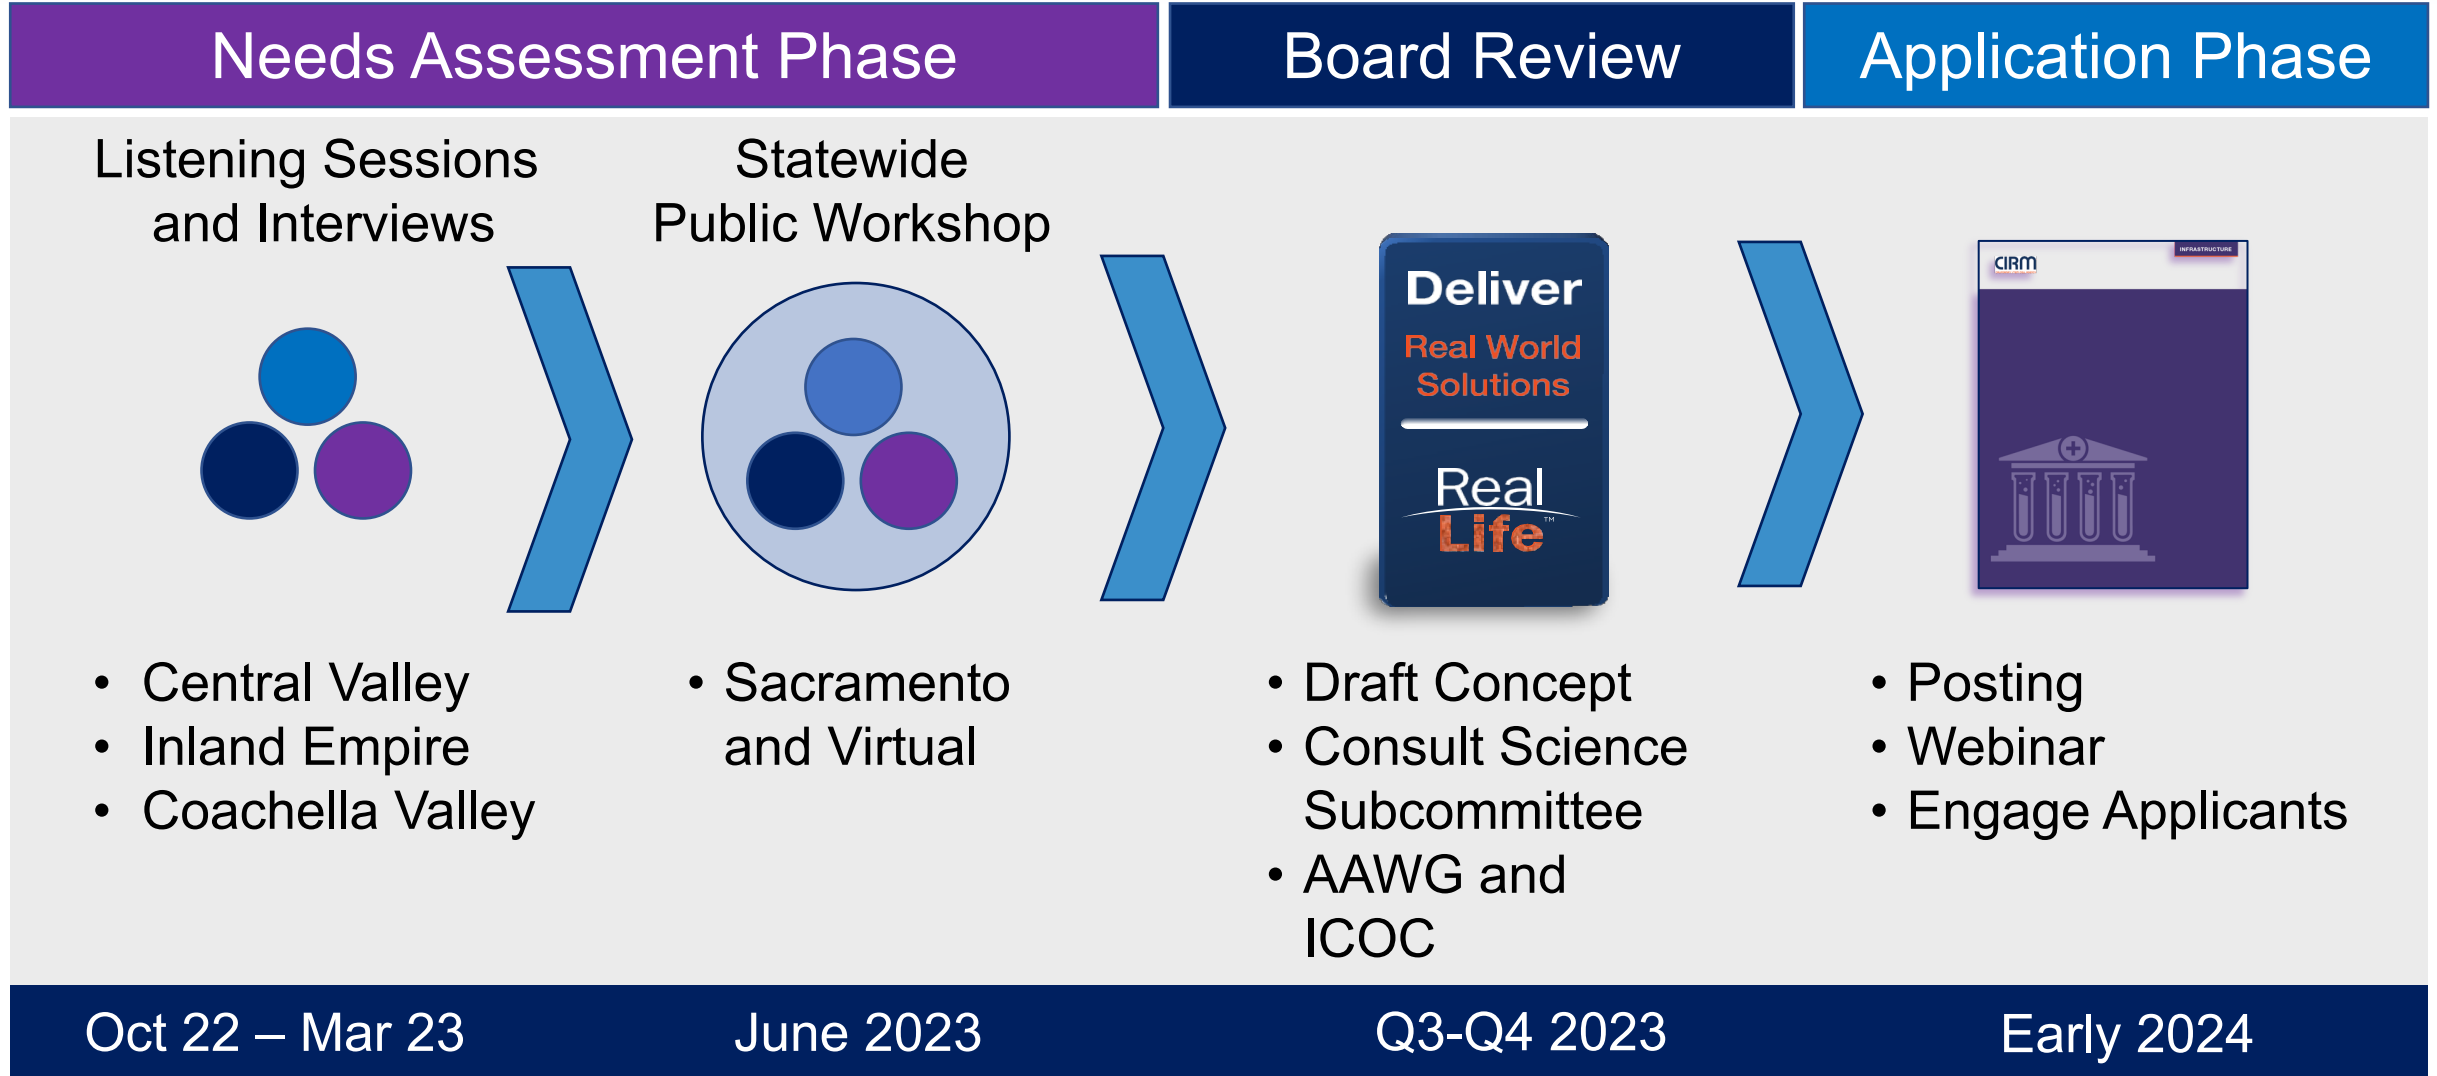 Needs Assessment Phase
Board Review
Application Phase
Listening Sessions
and Interviews
Statewide
Public Workshop
Deliver
Real World
Solutions
Real
Life™
CIRM
INFRASTRUCTURE
• Central Valley
• Inland Empire
• Coachella Valley
• Sacramento
and Virtual
• Draft Concept
• Consult Science
Subcommittee
• AAWG and
ICOC
• Posting
• Webinar
• Engage Applicants
Oct 22 – Mar 23
June 2023
Q3-Q4 2023
Early 2024